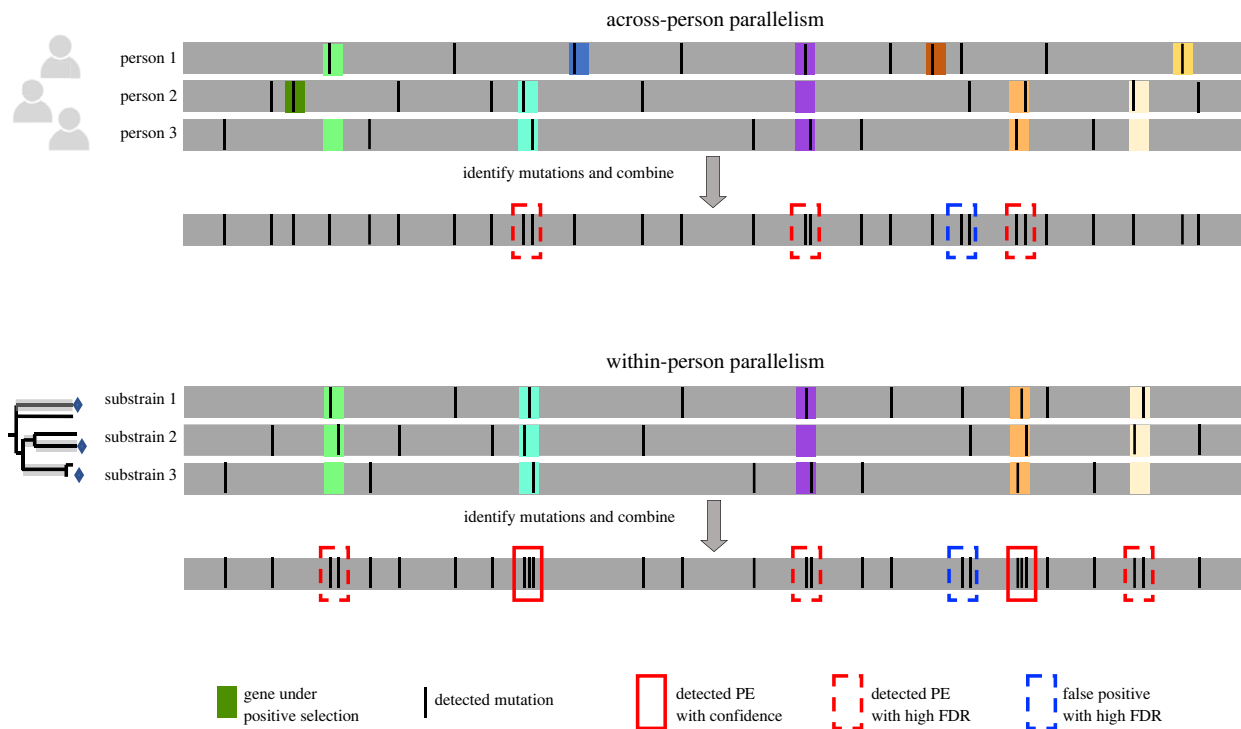 across-person parallelism
person 1
person 2
person 3
identify mutations and combine
within-person parallelism
substrain 1
substrain 2
substrain 3
identify mutations and combine
gene under
positive selection
detected mutation
detected PE
with confidence
detected PE
with high FDR
false positive
with high FDR